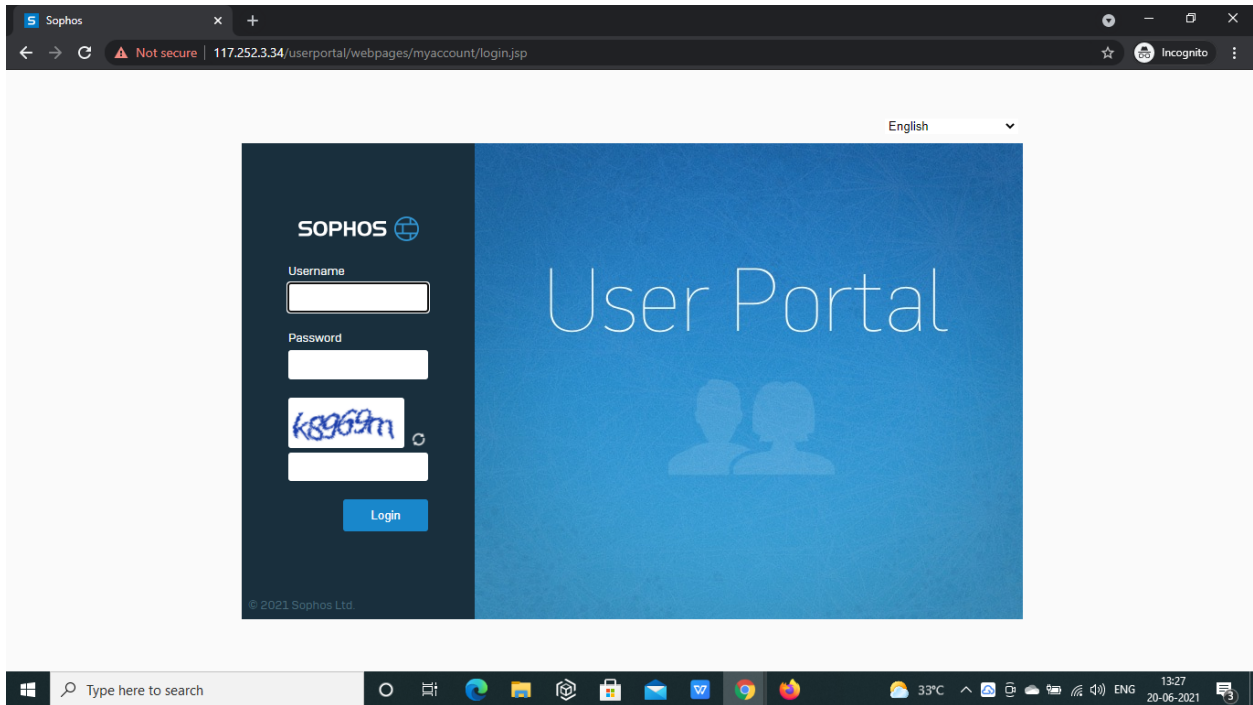 Sophos
Not secure | 117.252.3.34/userportal/webpages/myaccount/login.jsp
Incognito
English
SOPHOS
Username
User Portal
Password
k8969m
Login
© 2021 Sophos Ltd.
Type here to search
33°C
ENG
13:27
20-06-2021
3